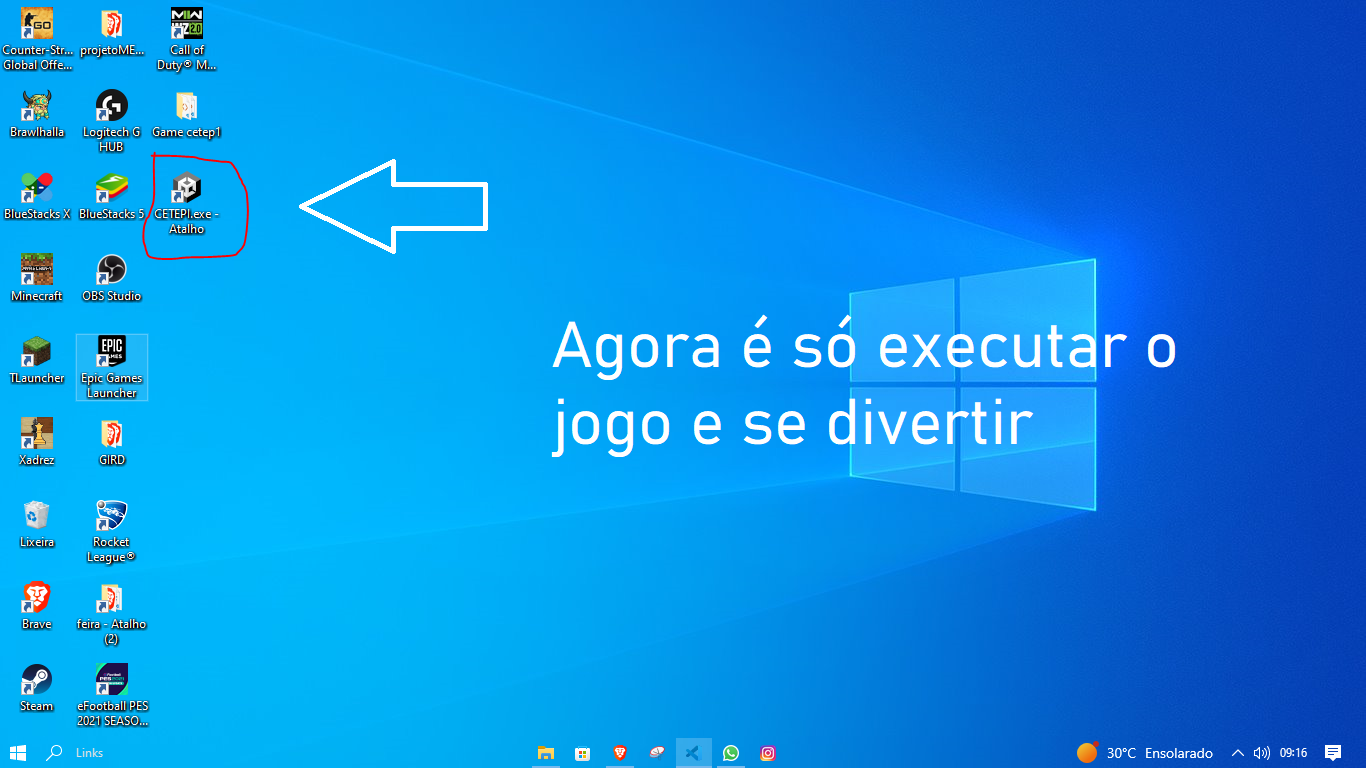 Counter-Str...
Global Offe...
projetoME...
Call of
Duty® M...
Brawlhalla
Logitech G
HUB
Game cetep1
BlueStacks X
BlueStacks 5
CETEPI.exe -
Atalho
Minecraft
OBS Studio
TLauncher
EPIC
GAMES
Epic Games
Launcher
Xadrez
GIRD
Lixeira
Rocket
League®
Brave
feira - Atalho
(2)
Steam
eFootball PES
2021 SEASO...
Agora é só executar o
jogo e se divertir
Links
30°C Ensolarado
09:16